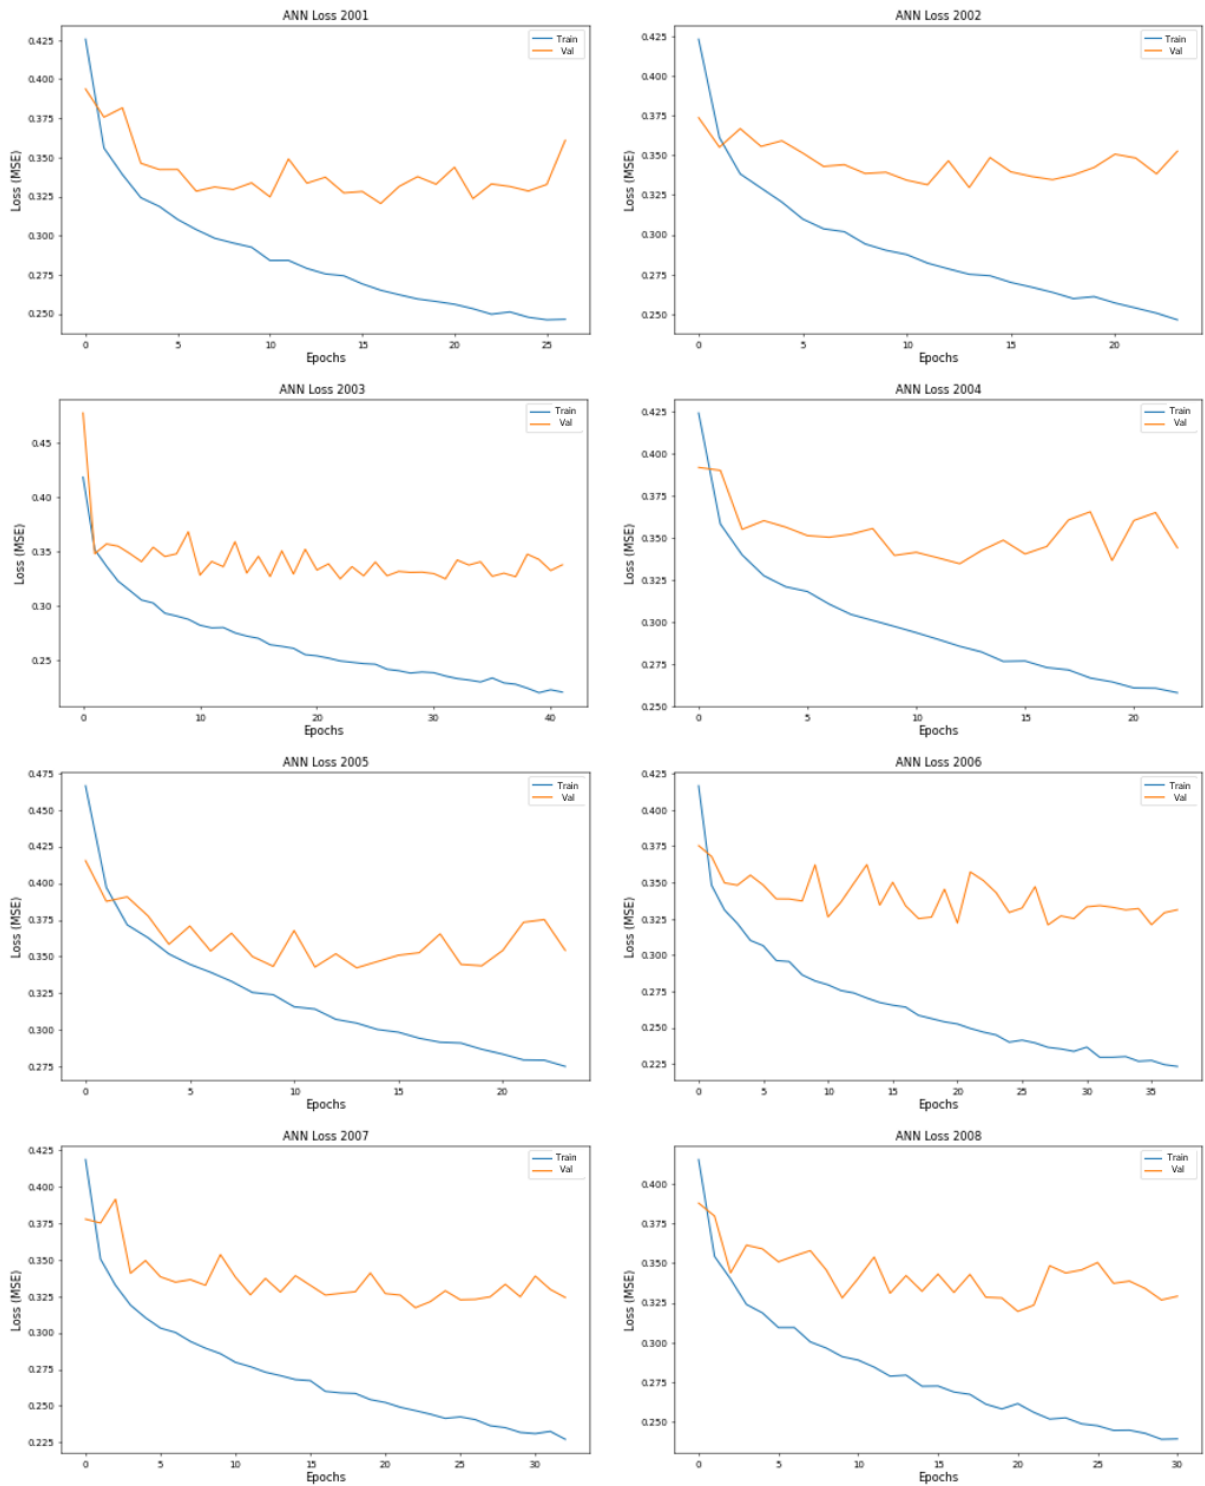 ANN Loss 2001
Train
Val
0.425
0.400
0.375
0.350
0.325
0.300
0.275
0.250
Loss (MSE)
0 5 10 15 20 25
Epochs
ANN Loss 2002
Train
Val
0.425
0.400
0.375
0.350
0.325
0.300
0.275
0.250
Loss (MSE)
0 5 10 15 20
Epochs
ANN Loss 2003
Train
Val
0.45
0.40
0.35
0.30
0.25
Loss (MSE)
0 10 20 30 40
Epochs
ANN Loss 2004
Train
Val
0.425
0.400
0.375
0.350
0.325
0.300
0.275
0.250
Loss (MSE)
0 5 10 15 20
Epochs
ANN Loss 2005
Train
Val
0.475
0.450
0.425
0.400
0.375
0.350
0.325
0.300
0.275
Loss (MSE)
0 5 10 15 20
Epochs
ANN Loss 2006
Train
Val
0.425
0.400
0.375
0.350
0.325
0.300
0.275
0.250
0.225
Loss (MSE)
0 5 10 15 20 25 30 35
Epochs
ANN Loss 2007
Train
Val
0.425
0.400
0.375
0.350
0.325
0.300
0.275
0.250
0.225
Loss (MSE)
0 5 10 15 20 25 30
Epochs
ANN Loss 2008
Train
Val
0.400
0.375
0.350
0.325
0.300
0.275
0.250
Loss (MSE)
0 5 10 15 20 25 30
Epochs